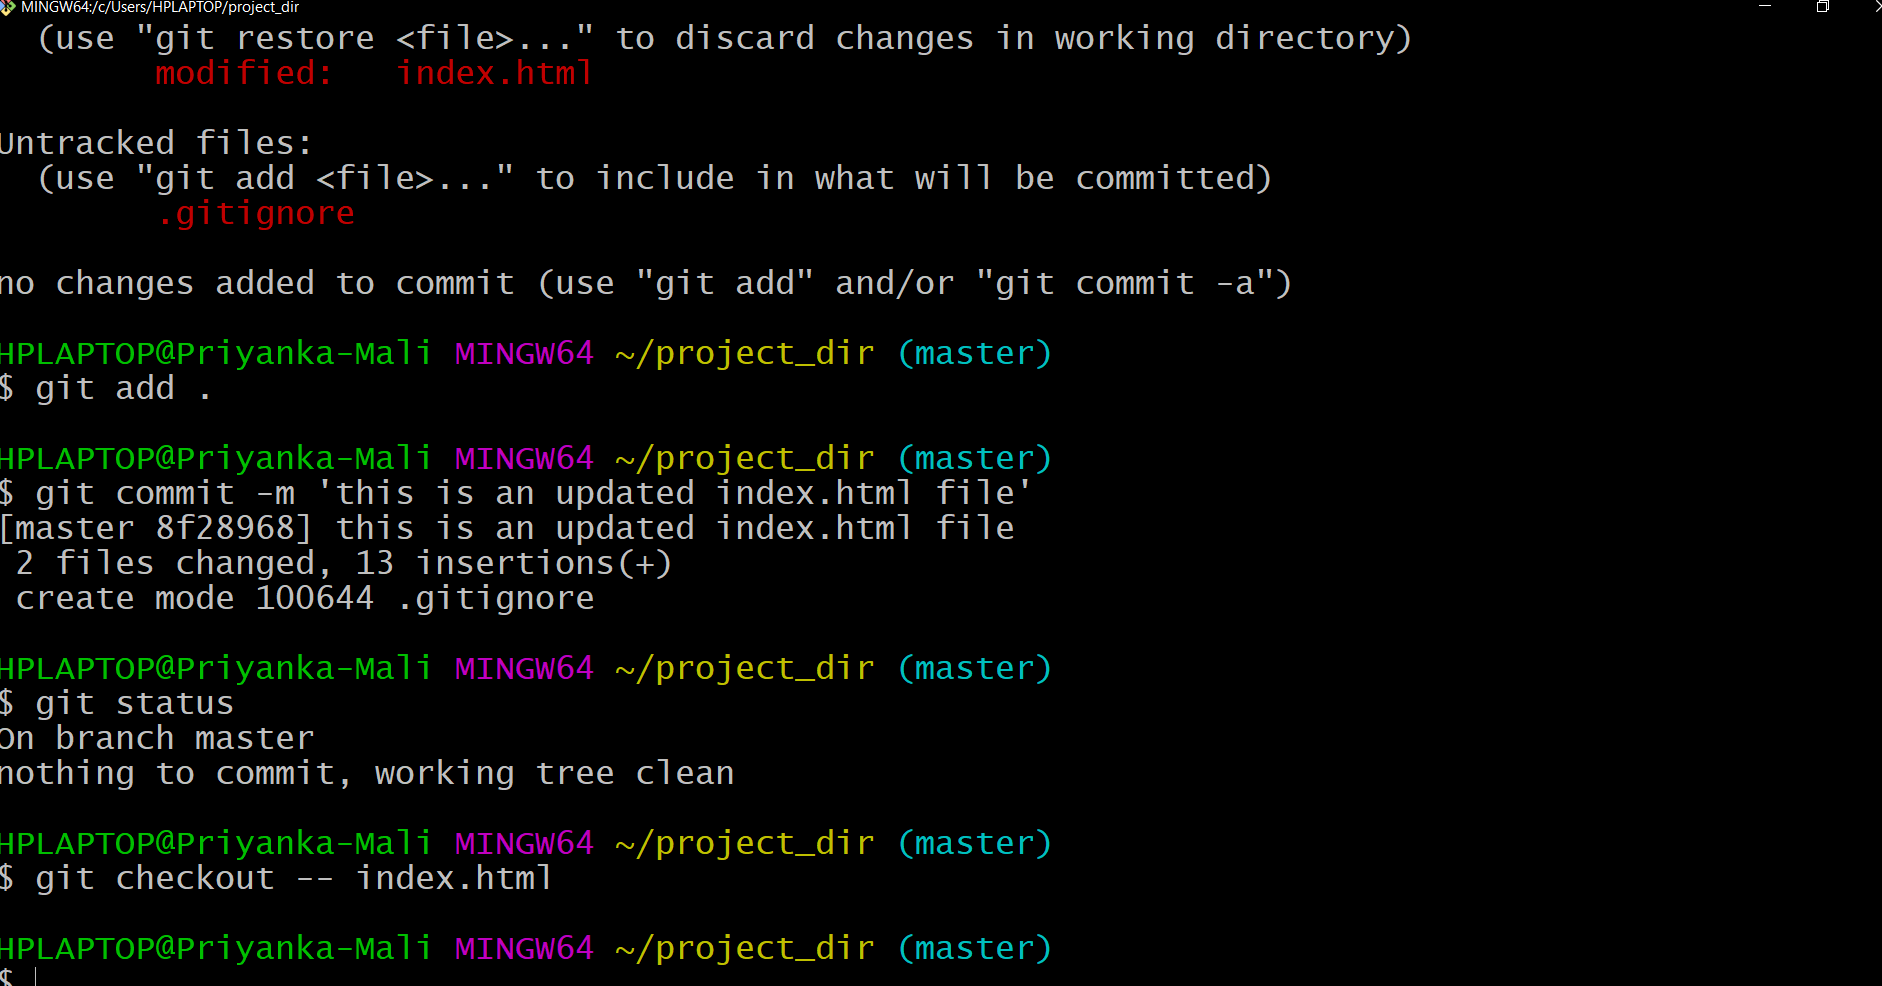 MINGW64:/c/Users/HPLAPTOP/project_dir
(use "git restore <file>..." to discard changes in working directory)
modified:   index.html
Untracked files:
(use "git add <file>..." to include in what will be committed)
.gitignore
no changes added to commit (use "git add" and/or "git commit -a")
HPLAPTOP@Priyanka-Mali MINGW64 ~/project_dir (master)
$ git add .
HPLAPTOP@Priyanka-Mali MINGW64 ~/project_dir (master)
$ git commit -m 'this is an updated index.html file'
[master 8f28968] this is an updated index.html file
2 files changed, 13 insertions(+)
create mode 100644 .gitignore
HPLAPTOP@Priyanka-Mali MINGW64 ~/project_dir (master)
$ git status
On branch master
nothing to commit, working tree clean
HPLAPTOP@Priyanka-Mali MINGW64 ~/project_dir (master)
$ git checkout -- index.html
HPLAPTOP@Priyanka-Mali MINGW64 ~/project_dir (master)
$